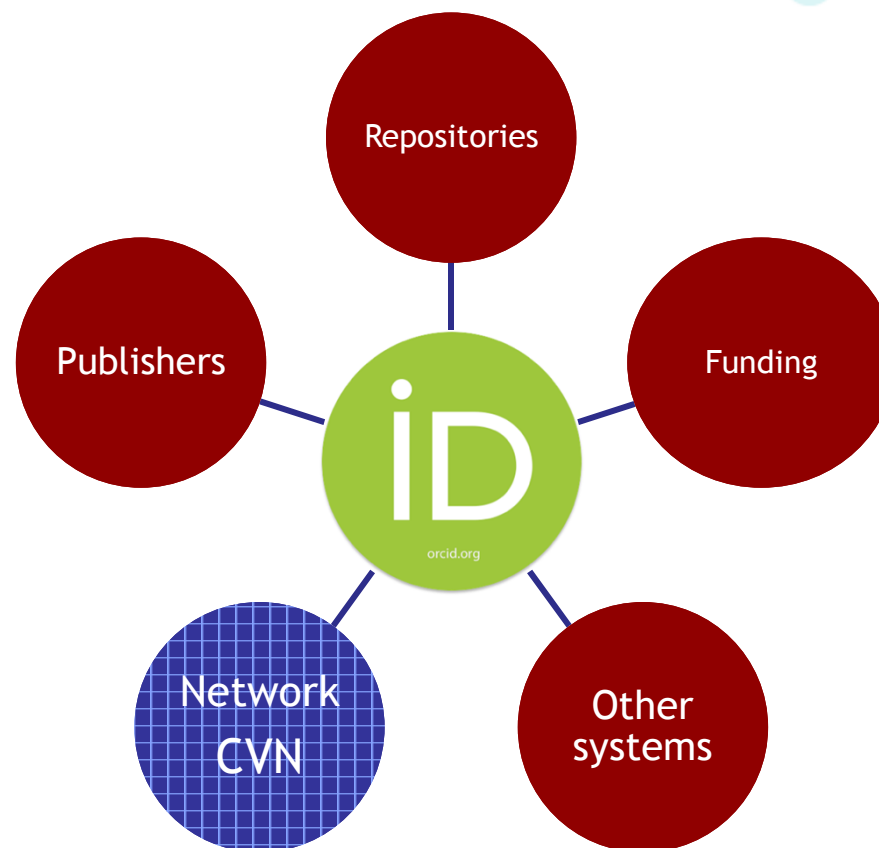 Repositories
Publishers
Funding
iD
orcid.org
Network
CVN
Other
systems